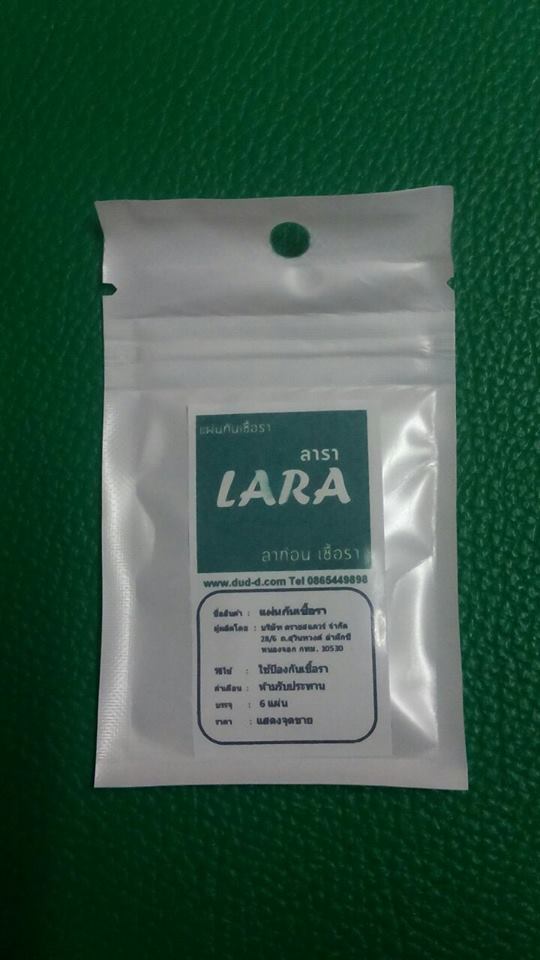 แผ่นกันเชื้อรา
ลารา
LARA
ลาก่อน เชื้อรา
www.dud-d.com Tel 0865449898
ชื่อสินค้า : แผ่นกันเชื้อรา
ผู้ผลิตโดย : บริษัท ดราชสแควร์ จำกัด
28/6 ถ.สุวินทวงศ์ ลำผักชี
หนองจอก กทม. 10530
วิธีใช้ : ใช้ป้องกันเชื้อรา
คำเตือน : ห้ามรับประทาน
บรรจุ : 6 แผ่น
ราคา : แสดงจุดขาย